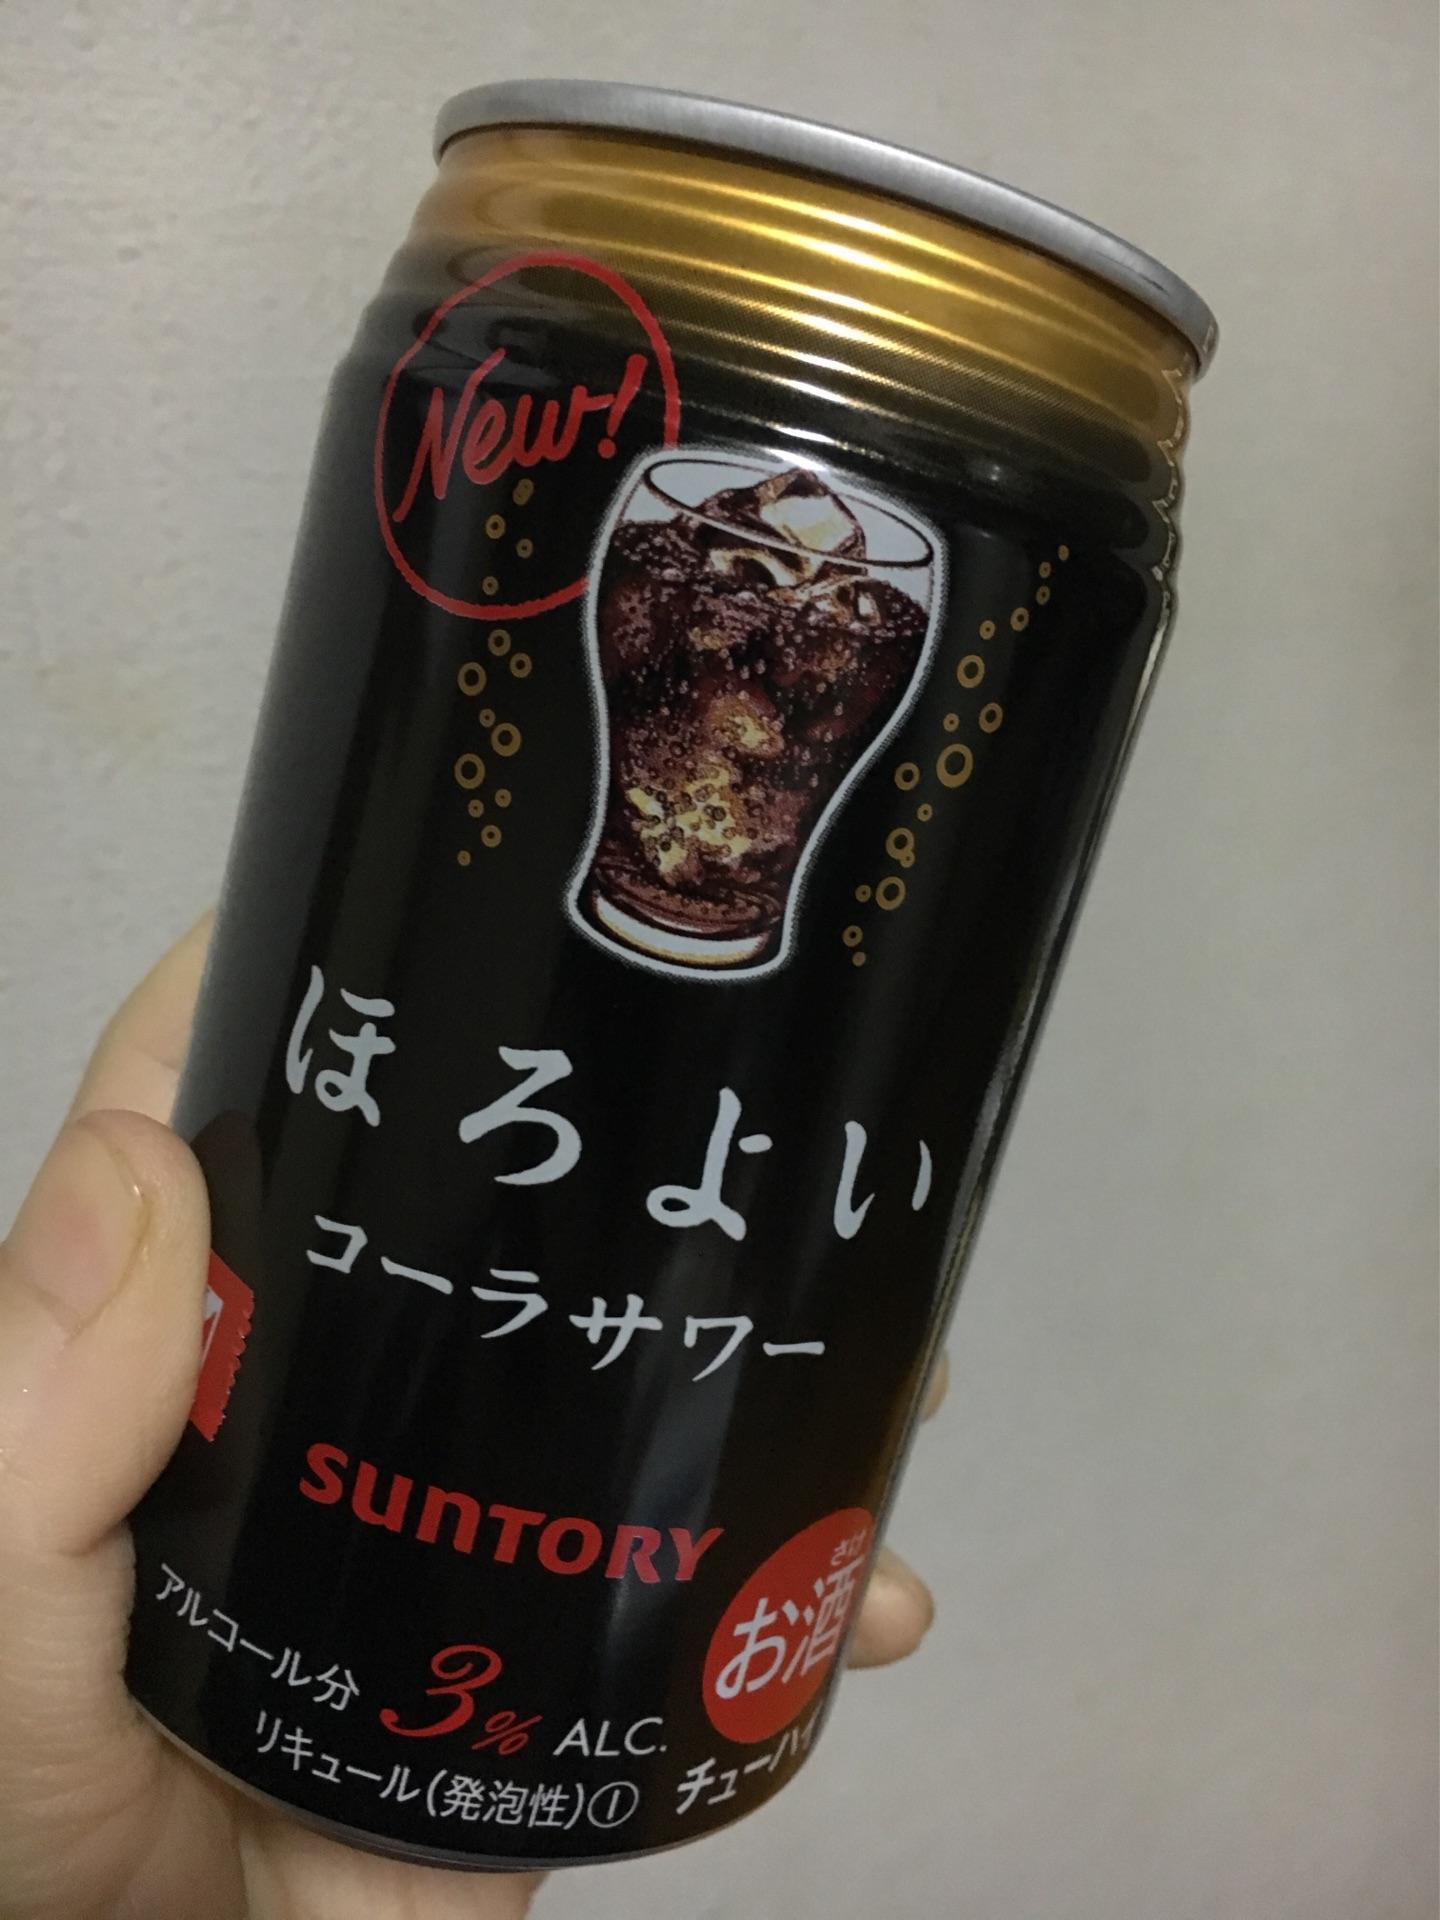 New!
ほろよい
コーラサワー
SUNTORY
さけ
お酒
アルコール分 3% ALC.
リキュール(発泡性)①
チューハイ